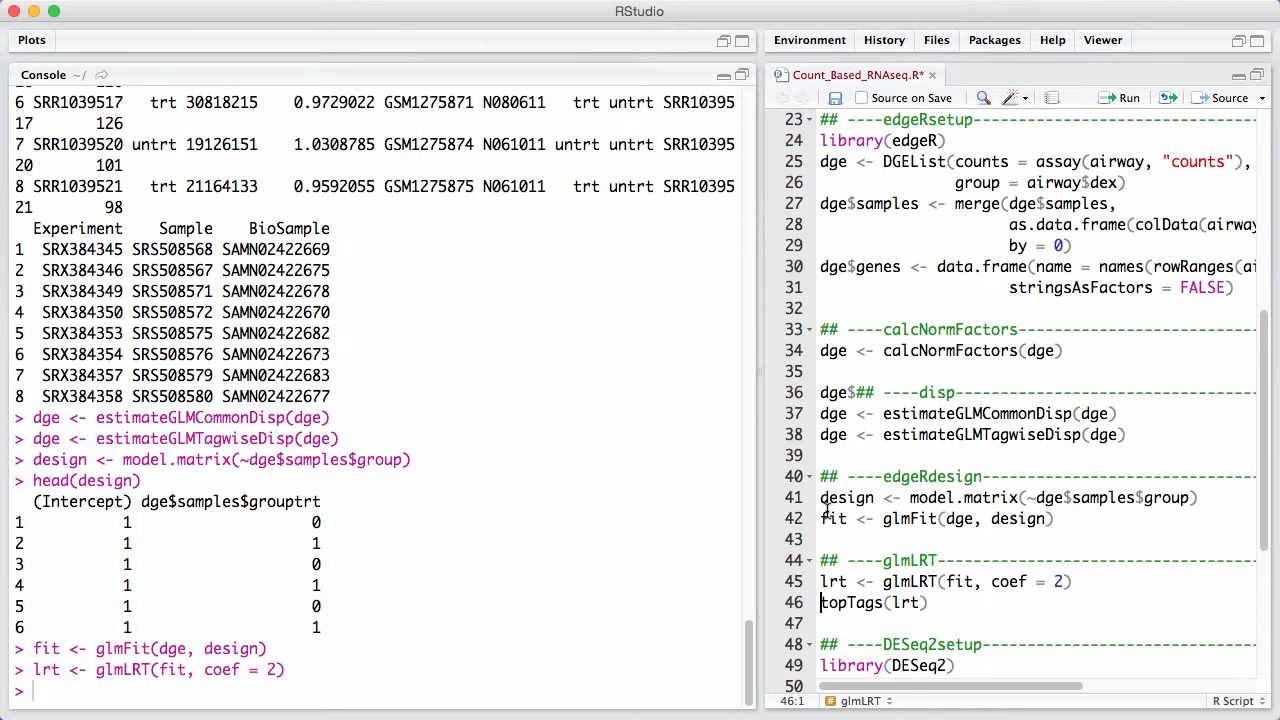 RStudio
Plots
Console ~/
6 SRR1039517 trt 30818215 0.9729022 GSM1275871 N080611 trt untrt SRR10395
17 126
7 SRR1039520 untrt 19126151 1.0308785 GSM1275874 N061011 untrt untrt SRR10395
20 101
8 SRR1039521 trt 21164133 0.9592055 GSM1275875 N061011 trt untrt SRR10395
21 98
Experiment Sample BioSample
1 SRX384345 SRS508568 SAMN02422669
2 SRX384346 SRS508567 SAMN02422675
3 SRX384349 SRS508571 SAMN02422678
4 SRX384350 SRS508572 SAMN02422670
5 SRX384353 SRS508575 SAMN02422682
6 SRX384354 SRS508576 SAMN02422673
7 SRX384357 SRS508579 SAMN02422683
8 SRX384358 SRS508580 SAMN02422677
> dge <- estimateGLMCommonDisp(dge)
> dge <- estimateGLMTagwiseDisp(dge)
> design <- model.matrix(~dge$samples$group)
> head(design)
(Intercept) dge$samples$grouptrt
1 1 0
2 1 1
3 1 0
4 1 1
5 1 0
6 1 1
> fit <- glmFit(dge, design)
> lrt <- glmLRT(fit, coef = 2)
>
Environment History Files Packages Help Viewer
Count_Based_RNAseq.R*
Source on Save Run Source
23 ## ----edgeRsetup--------------------------------
24 library(edgeR)
25 dge <- DGEList(counts = assay(airway, "counts"),
26 group = airway$dex)
27 dge$samples <- merge(dge$samples,
28 as.data.frame(colData(airway
29 by = 0)
30 dge$genes <- data.frame(name = names(rowRanges(ai
31 stringsAsFactors = FALSE)
32
33 ## ----calcNormFactors---------------------------
34 dge <- calcNormFactors(dge)
35
36 dge$## ----disp----------------------------------
37 dge <- estimateGLMCommonDisp(dge)
38 dge <- estimateGLMTagwiseDisp(dge)
39
40 ## ----edgeRdesign-------------------------------
41 design <- model.matrix(~dge$samples$group)
42 fit <- glmFit(dge, design)
43
44 ## ----glmLRT------------------------------------
45 lrt <- glmLRT(fit, coef = 2)
46 topTags(lrt)
47
48 ## ----DESeq2setup-------------------------------
49 library(DESeq2)
50
46:1 # glmLRT R Script